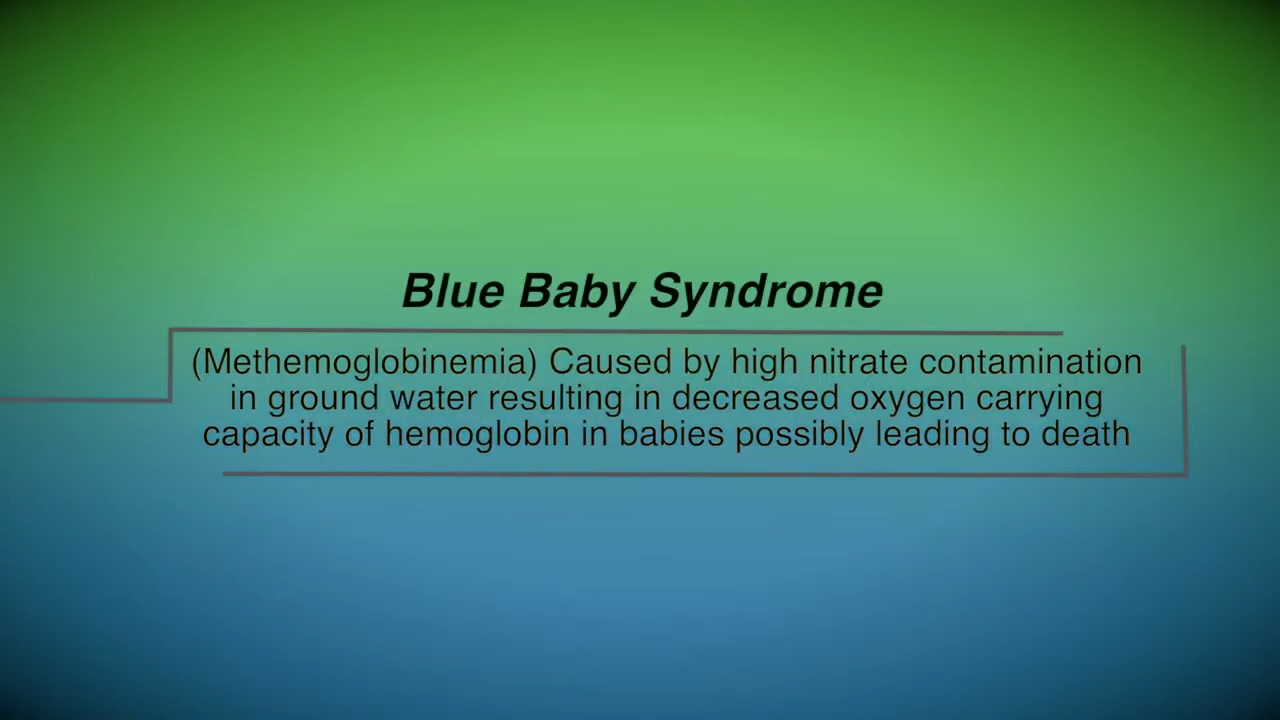 Blue Baby Syndrome
(Methemoglobinemia) Caused by high nitrate contamination
in ground water resulting in decreased oxygen carrying
capacity of hemoglobin in babies possibly leading to death